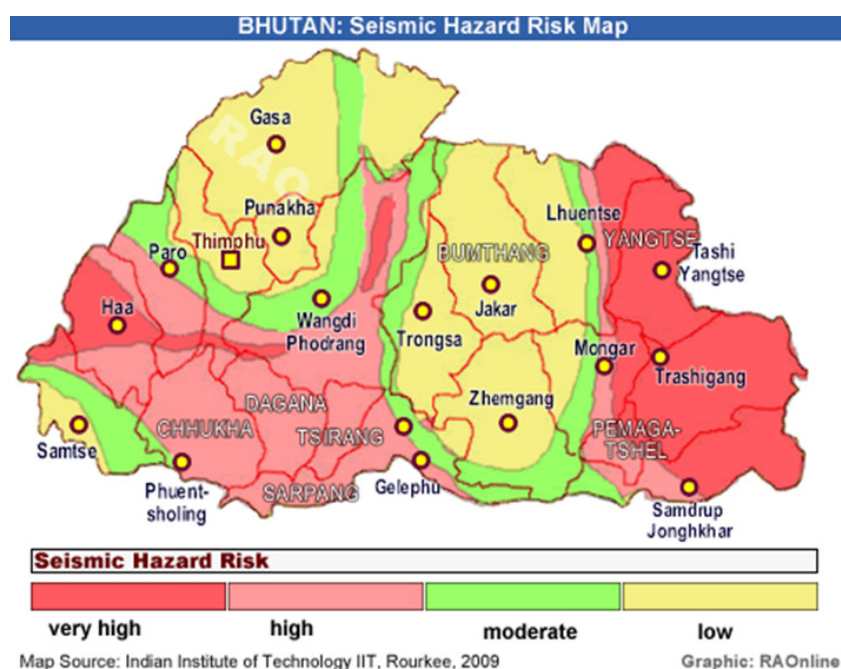 BHUTAN: Seismic Hazard Risk Map
Gasa
RAO
Punakha
Thimphu
Paro
Haa
Wangdi
Phodrang
Lhuentse
YANGTSE
Tashi
Yangtse
BUMTHANG
Jakar
Trongsa
Mongar
Trashigang
Zhemgang
DAGANA
CHHUKHA
TSIRANG
PEMAGA-
TSHEL
Samtse
Phuent-
sholing
SARPANG
Gelephu
Samdrup
Jonghkhar
Seismic Hazard Risk
very high
high
moderate
low
Map Source: Indian Institute of Technology IIT, Rourkee, 2009
Graphic: RAOnline